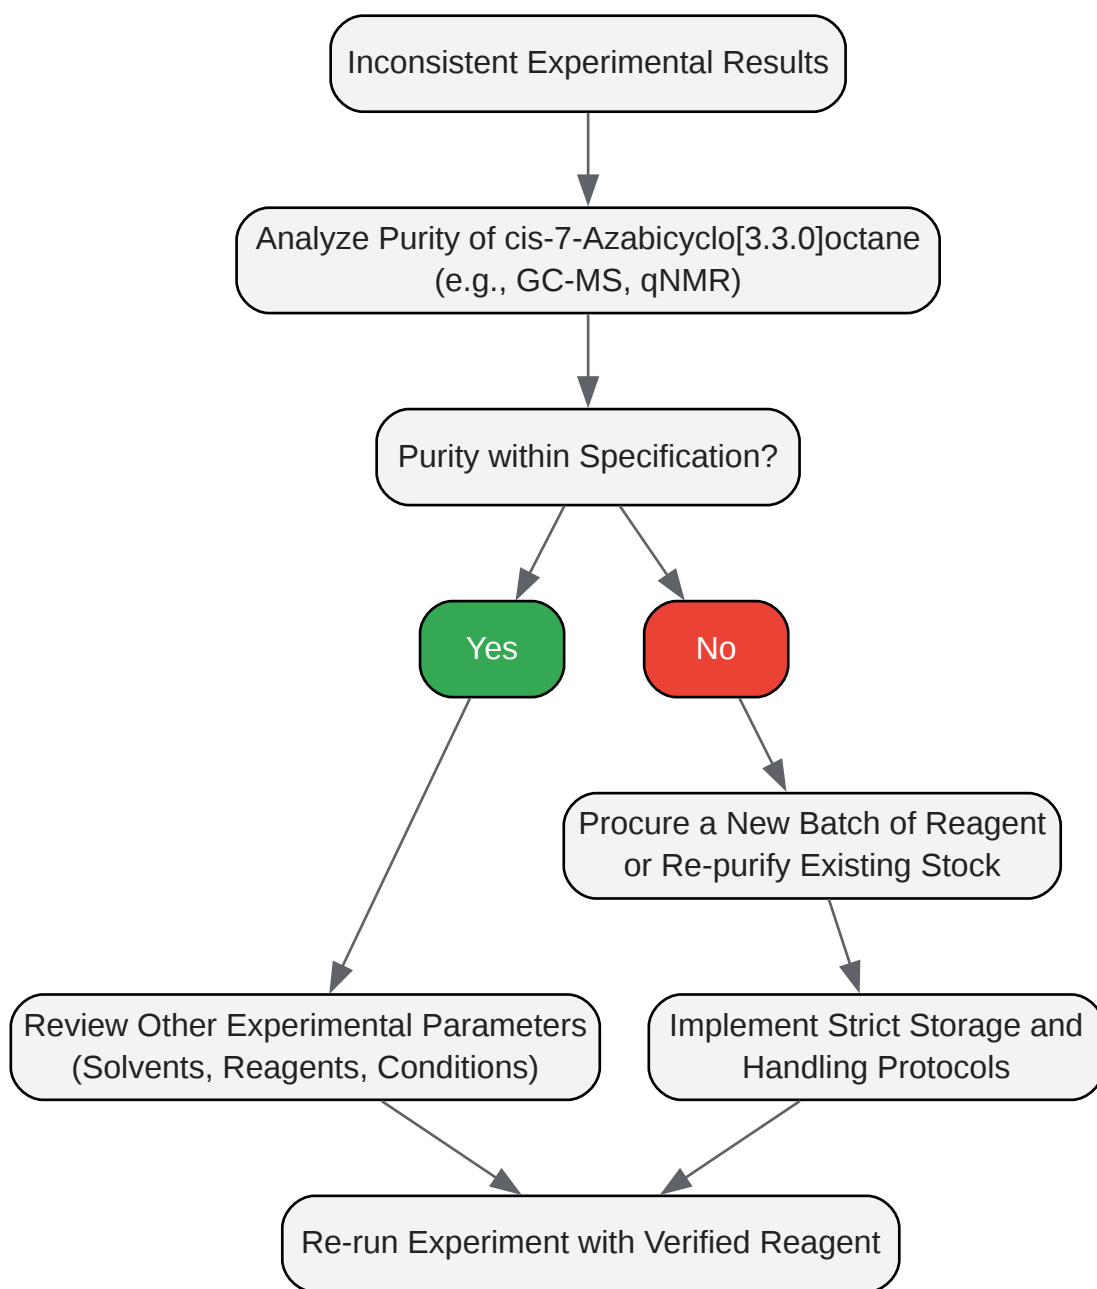 Inconsistent Experimental Results
Analyze Purity of cis-7-Azabicyclo[3.3.0]octane
(e.g., GC-MS, qNMR)
Purity within Specification?
Yes
No
Procure a New Batch of Reagent
or Re-purify Existing Stock
Review Other Experimental Parameters
(Solvents, Reagents, Conditions)
Implement Strict Storage and
Handling Protocols
Re-run Experiment with Verified Reagent